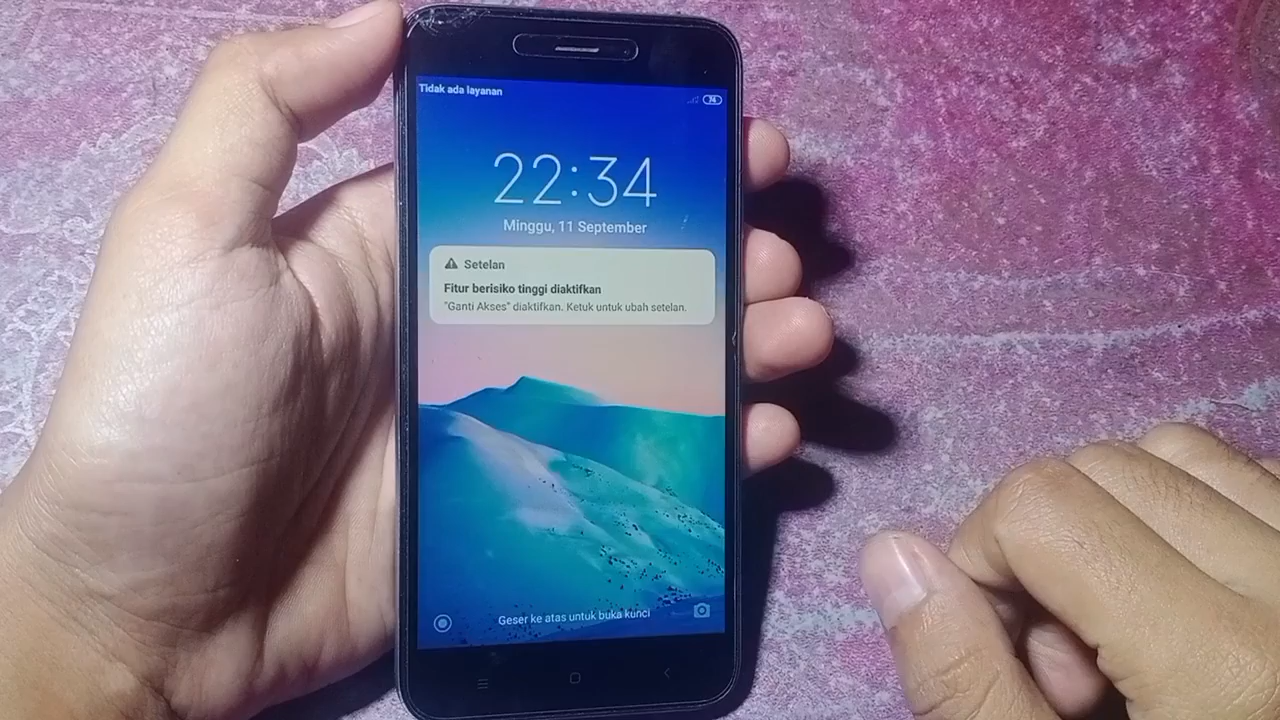 Tidak ada layanan
74
22:34
Minggu, 11 September
Setelan
Fitur berisiko tinggi diaktifkan
"Ganti Akses" diaktifkan. Ketuk untuk ubah setelan.
Geser ke atas untuk buka kunci